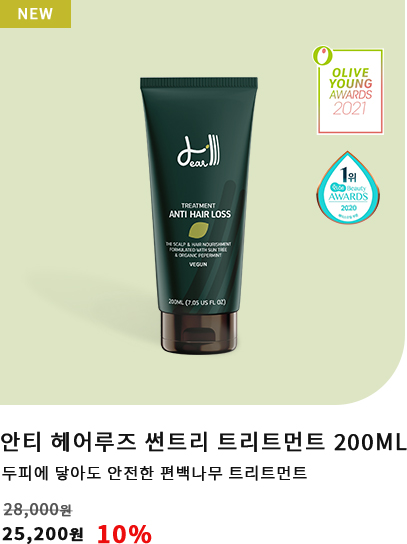 NEW
OLIVE
YOUNG
AWARDS
2021
1위
Qoo10 Beauty
AWARDS
2020
dear
TREATMENT
ANTI HAIR LOSS
THE SCALP & HAIR NOURISHMENT
FORMULATED WITH SUN TREE
& ORGANIC PEPERMINT
VEGUN
200ML (7.05 US FL OZ)
안티 헤어루즈 썬트리 트리트먼트 200ML
두피에 닿아도 안전한 편백나무 트리트먼트
28,000원
25,200원 10%